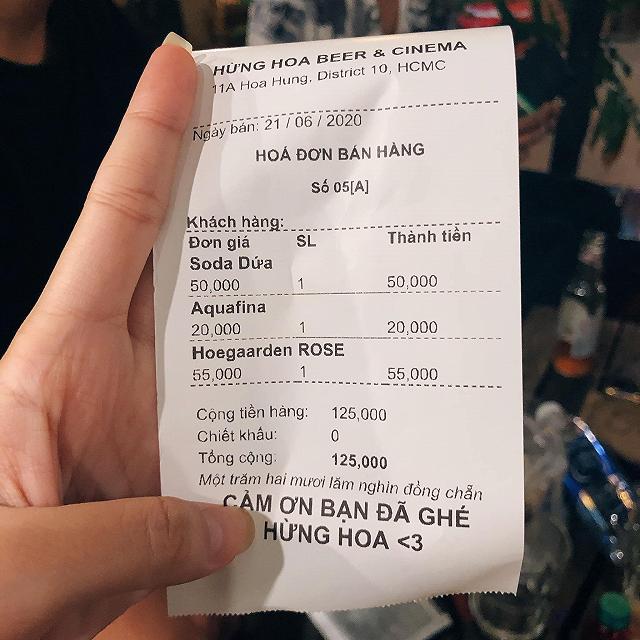 HỪNG HOA BEER & CINEMA
11A Hoa Hung, District 10, HCMC
Ngày bán: 21 / 06 / 2020
HOÁ ĐƠN BÁN HÀNG
Số 05[A]
Khách hàng:
Đơn giá SL Thành tiền
Soda Dứa
50,000 1 50,000
Aquafina
20,000 1 20,000
Hoegaarden ROSE
55,000 1 55,000
Cộng tiền hàng: 125,000
Chiết khấu: 0
Tổng cộng: 125,000
Một trăm hai mươi lăm nghìn đồng chẵn
CẢM ƠN BẠN ĐÃ GHÉ
HỪNG HOA <3